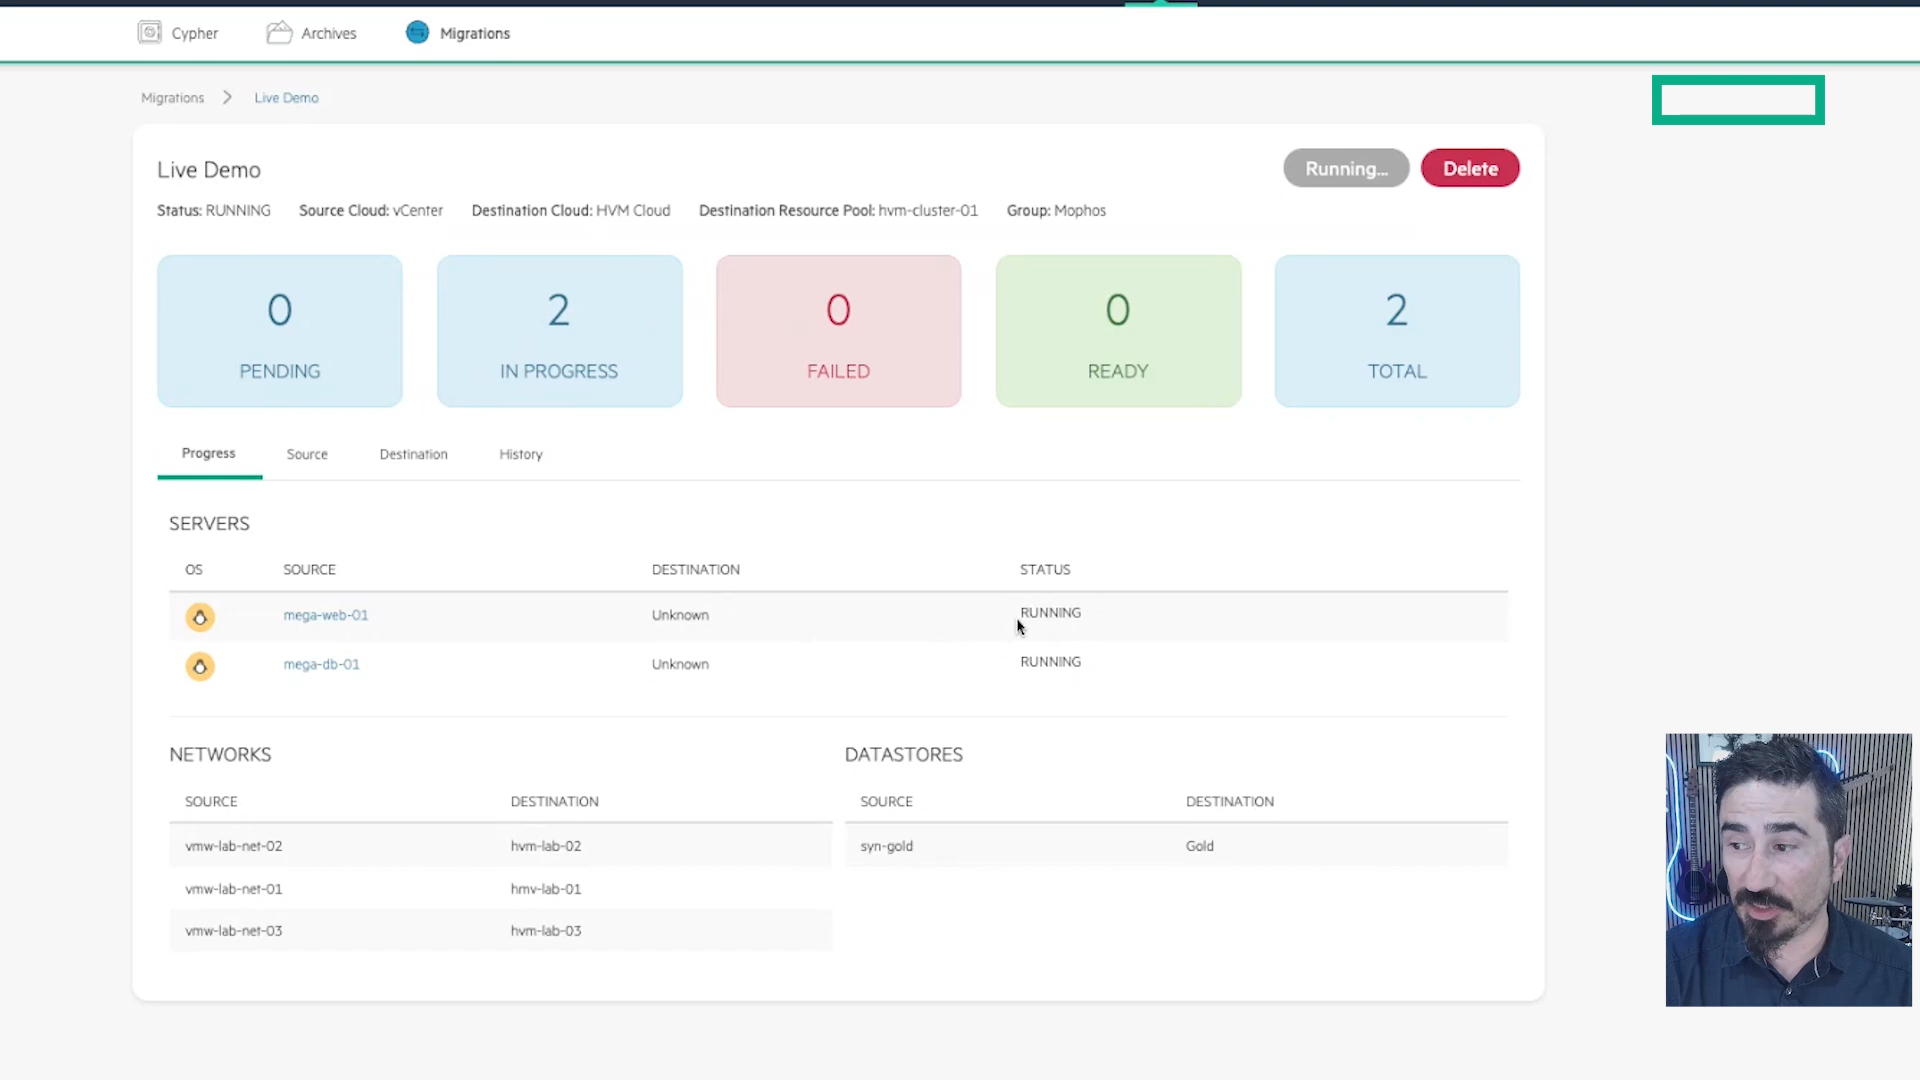 Cypher Archives Migrations
Migrations Live Demo
Live Demo
Running... Delete
Status: RUNNING Source Cloud: vCenter Destination Cloud: HVM Cloud Destination Resource Pool: hvm-cluster-01 Group: Mophos
0 2 0 0 2
PENDING IN PROGRESS FAILED READY TOTAL
Progress Source Destination History
SERVERS
OS SOURCE DESTINATION STATUS
mega-web-01 Unknown RUNNING
mega-db-01 Unknown RUNNING
NETWORKS
SOURCE DESTINATION
vmw-lab-net-02 hvm-lab-02
vmw-lab-net-01 hmv-lab-01
vmw-lab-net-03 hvm-lab-03
DATASTORES
SOURCE DESTINATION
syn-gold Gold